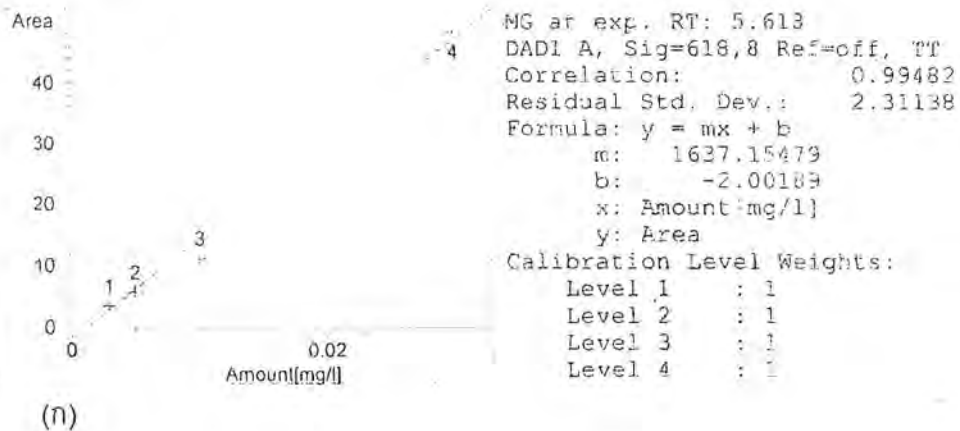 Area
40
30
20
10
0
1
2
3
4
0
0.02
Amount[mg/l]
(ก)
MG at exp. RT: 5.613
DAD1 A, Sig=618,8 Ref=off, TT
Correlation: 0.99482
Residual Std. Dev.: 2.31138
Formula: y = mx + b
m: 1637.15479
b: -2.00189
x: Amount[mg/l]
y: Area
Calibration Level Weights:
Level 1 : 1
Level 2 : 1
Level 3 : 1
Level 4 : 1